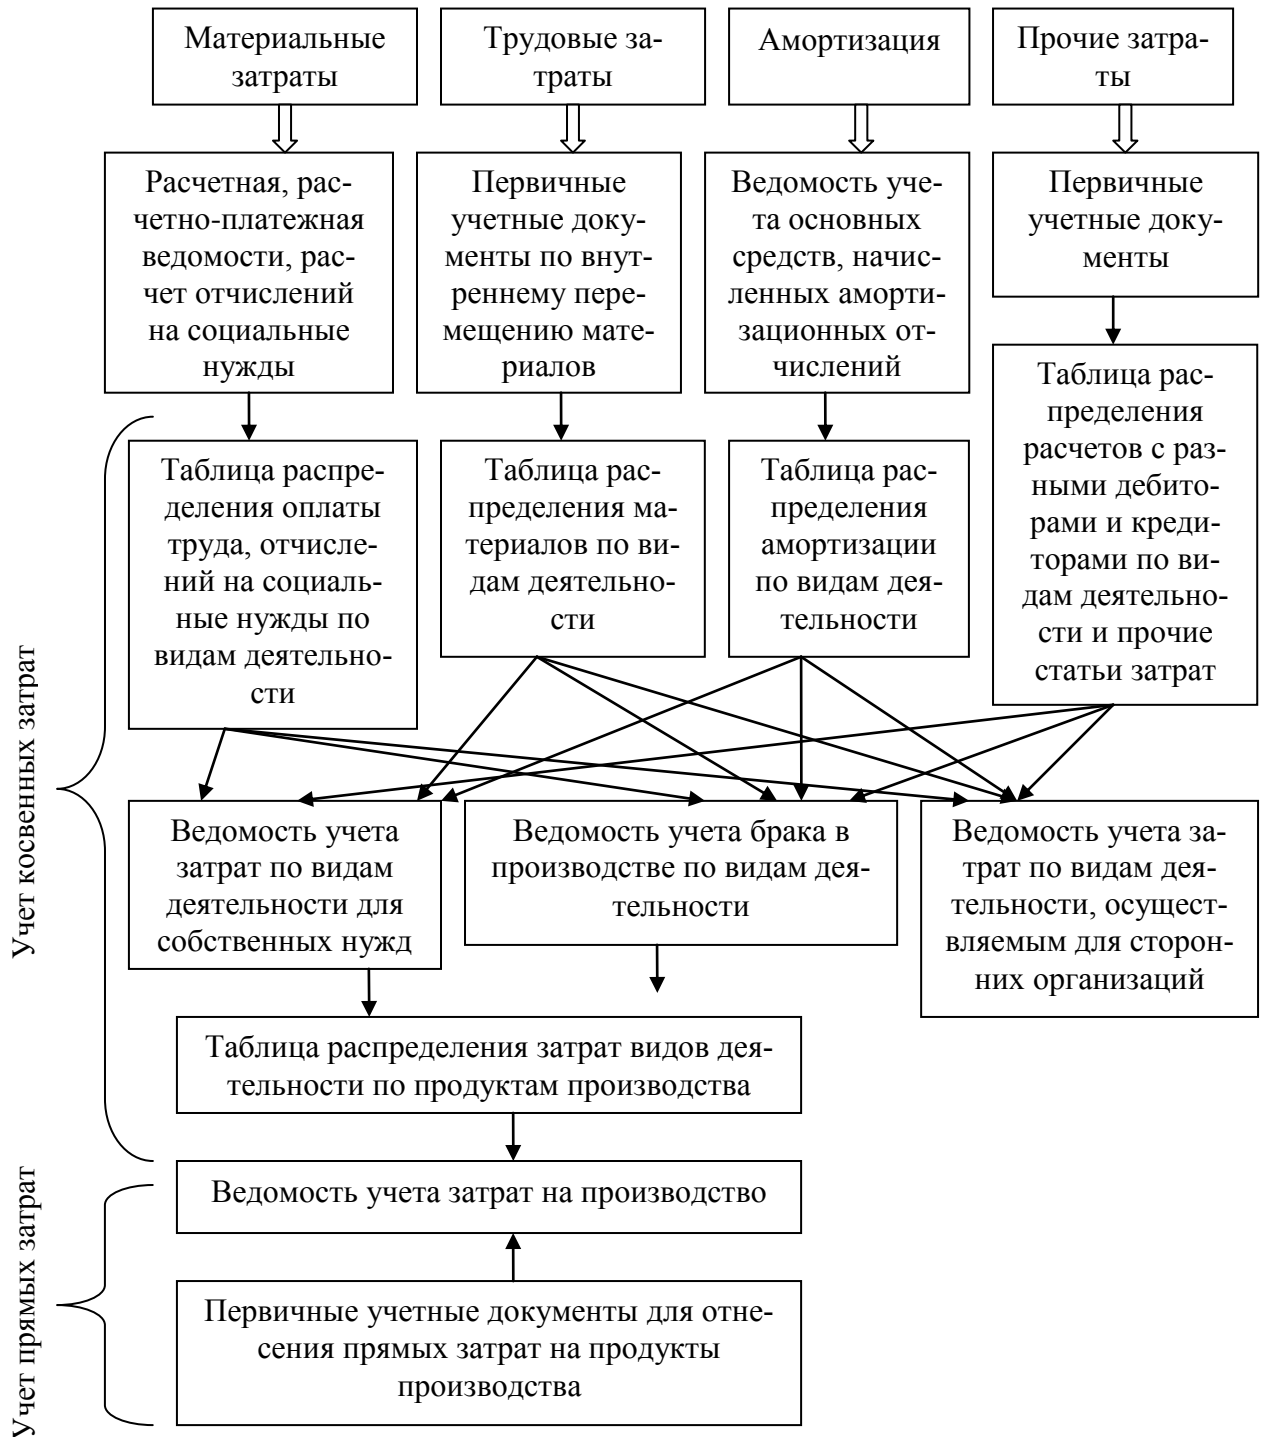 Материальные
затраты
Трудовые за-
траты
Амортизация
Прочие затра-
ты
Расчетная, рас-
четно-платежная
ведомости, рас-
чет отчислений
на социальные
нужды
Первичные
учетные доку-
менты по внут-
реннему пере-
мещению мате-
риалов
Ведомость уче-
та основных
средств, начис-
ленных аморти-
зационных от-
числений
Первичные
учетные доку-
менты
Таблица распре-
деления оплаты
труда, отчисле-
ний на социаль-
ные нужды по
видам деятельно-
сти
Таблица рас-
пределения ма-
териалов по ви-
дам деятельно-
сти
Таблица рас-
пределения
амортизации
по видам дея-
тельности
Таблица рас-
пределения
расчетов с раз-
ными дебито-
рами и креди-
торами по ви-
дам деятельно-
сти и прочие
статьи затрат
Учет косвенных затрат
Ведомость учета
затрат по видам
деятельности для
собственных нужд
Ведомость учета брака в
производстве по видам дея-
тельности
Ведомость учета за-
трат по видам дея-
тельности, осущест-
вляемым для сторон-
них организаций
Таблица распределения затрат видов дея-
тельности по продуктам производства
Ведомость учета затрат на производство
Учет прямых затрат
Первичные учетные документы для отне-
сения прямых затрат на продукты
производства